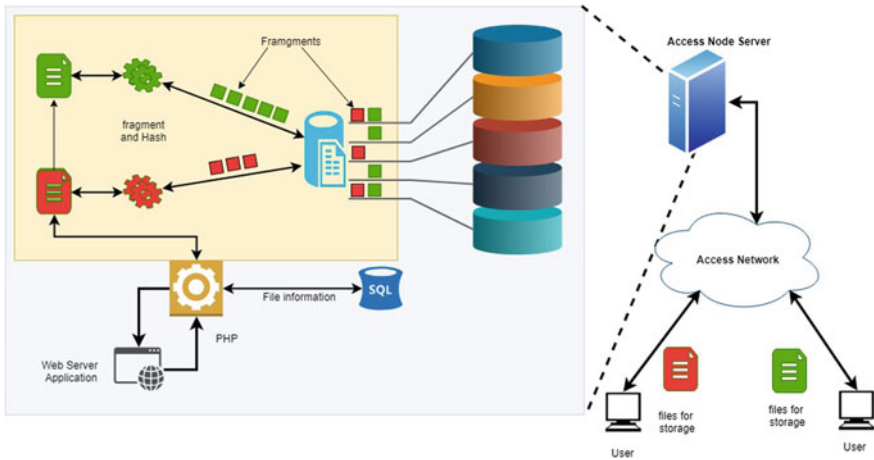 Framgments
Access Node Server
fragment
and Hash
Access Network
File information
SQL
PHP
Web Server
Application
files for
storage
files for
storage
User
User